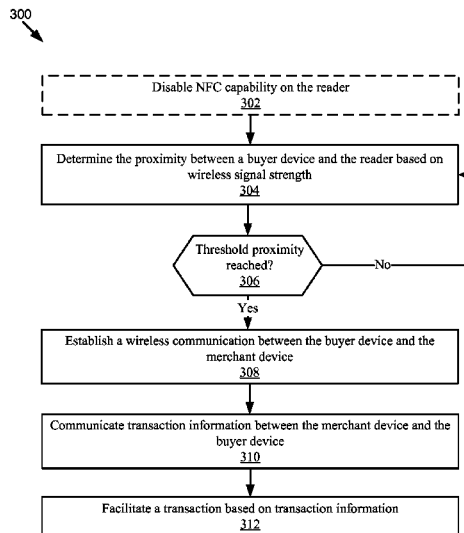 300
Disable NFC capability on the reader
302
Determine the proximity between a buyer device and the reader based on
wireless signal strength
304
Threshold proximity
reached?
306
No
Yes
Establish a wireless communication between the buyer device and the
merchant device
308
Communicate transaction information between the merchant device and the
buyer device
310
Facilitate a transaction based on transaction information
312